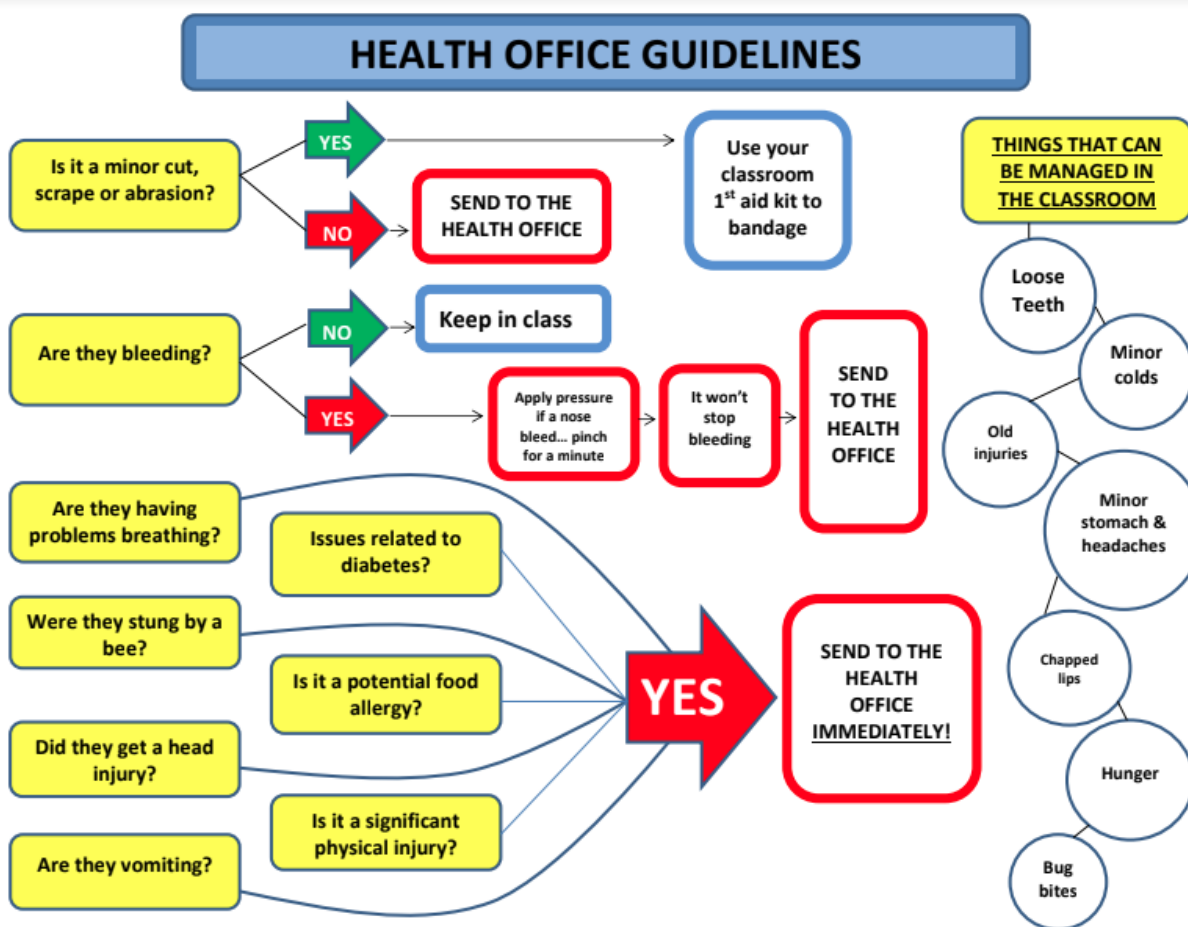 HEALTH OFFICE GUIDELINES
Is it a minor cut,
scrape or abrasion?
YES
Use your
classroom
1st aid kit to
bandage
NO
SEND TO THE
HEALTH OFFICE
Are they bleeding?
NO
Keep in class
YES
Apply pressure
if a nose
bleed... pinch
for a minute
It won't
stop
bleeding
SEND
TO THE
HEALTH
OFFICE
Are they having
problems breathing?
Issues related to
diabetes?
Were they stung by a
bee?
Is it a potential food
allergy?
Did they get a head
injury?
Is it a significant
physical injury?
Are they vomiting?
YES
SEND TO THE
HEALTH
OFFICE
IMMEDIATELY!
THINGS THAT CAN
BE MANAGED IN
THE CLASSROOM
Loose
Teeth
Minor
colds
Old
injuries
Minor
stomach &
headaches
Chapped
lips
Hunger
Bug
bites